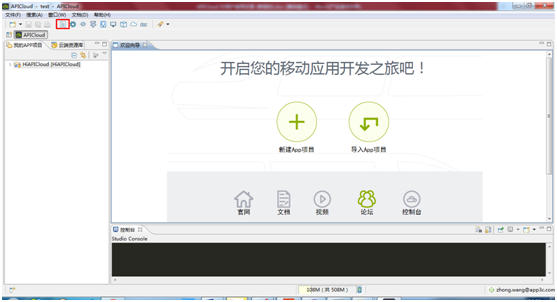 APICloud - test - APICloud
文件(F) 搜索(A) 窗口(W) 文档(D) 帮助(H)
APICloud
我的APP项目 云端资源库
欢迎向导
HiAPICloud [HiAPICloud]
开启您的移动应用开发之旅吧！
新建App项目 导入App项目
官网 文档 视频 论坛 控制台
控制台
Studio Console
108M (共 508M)
zhong.wang@app3c.com